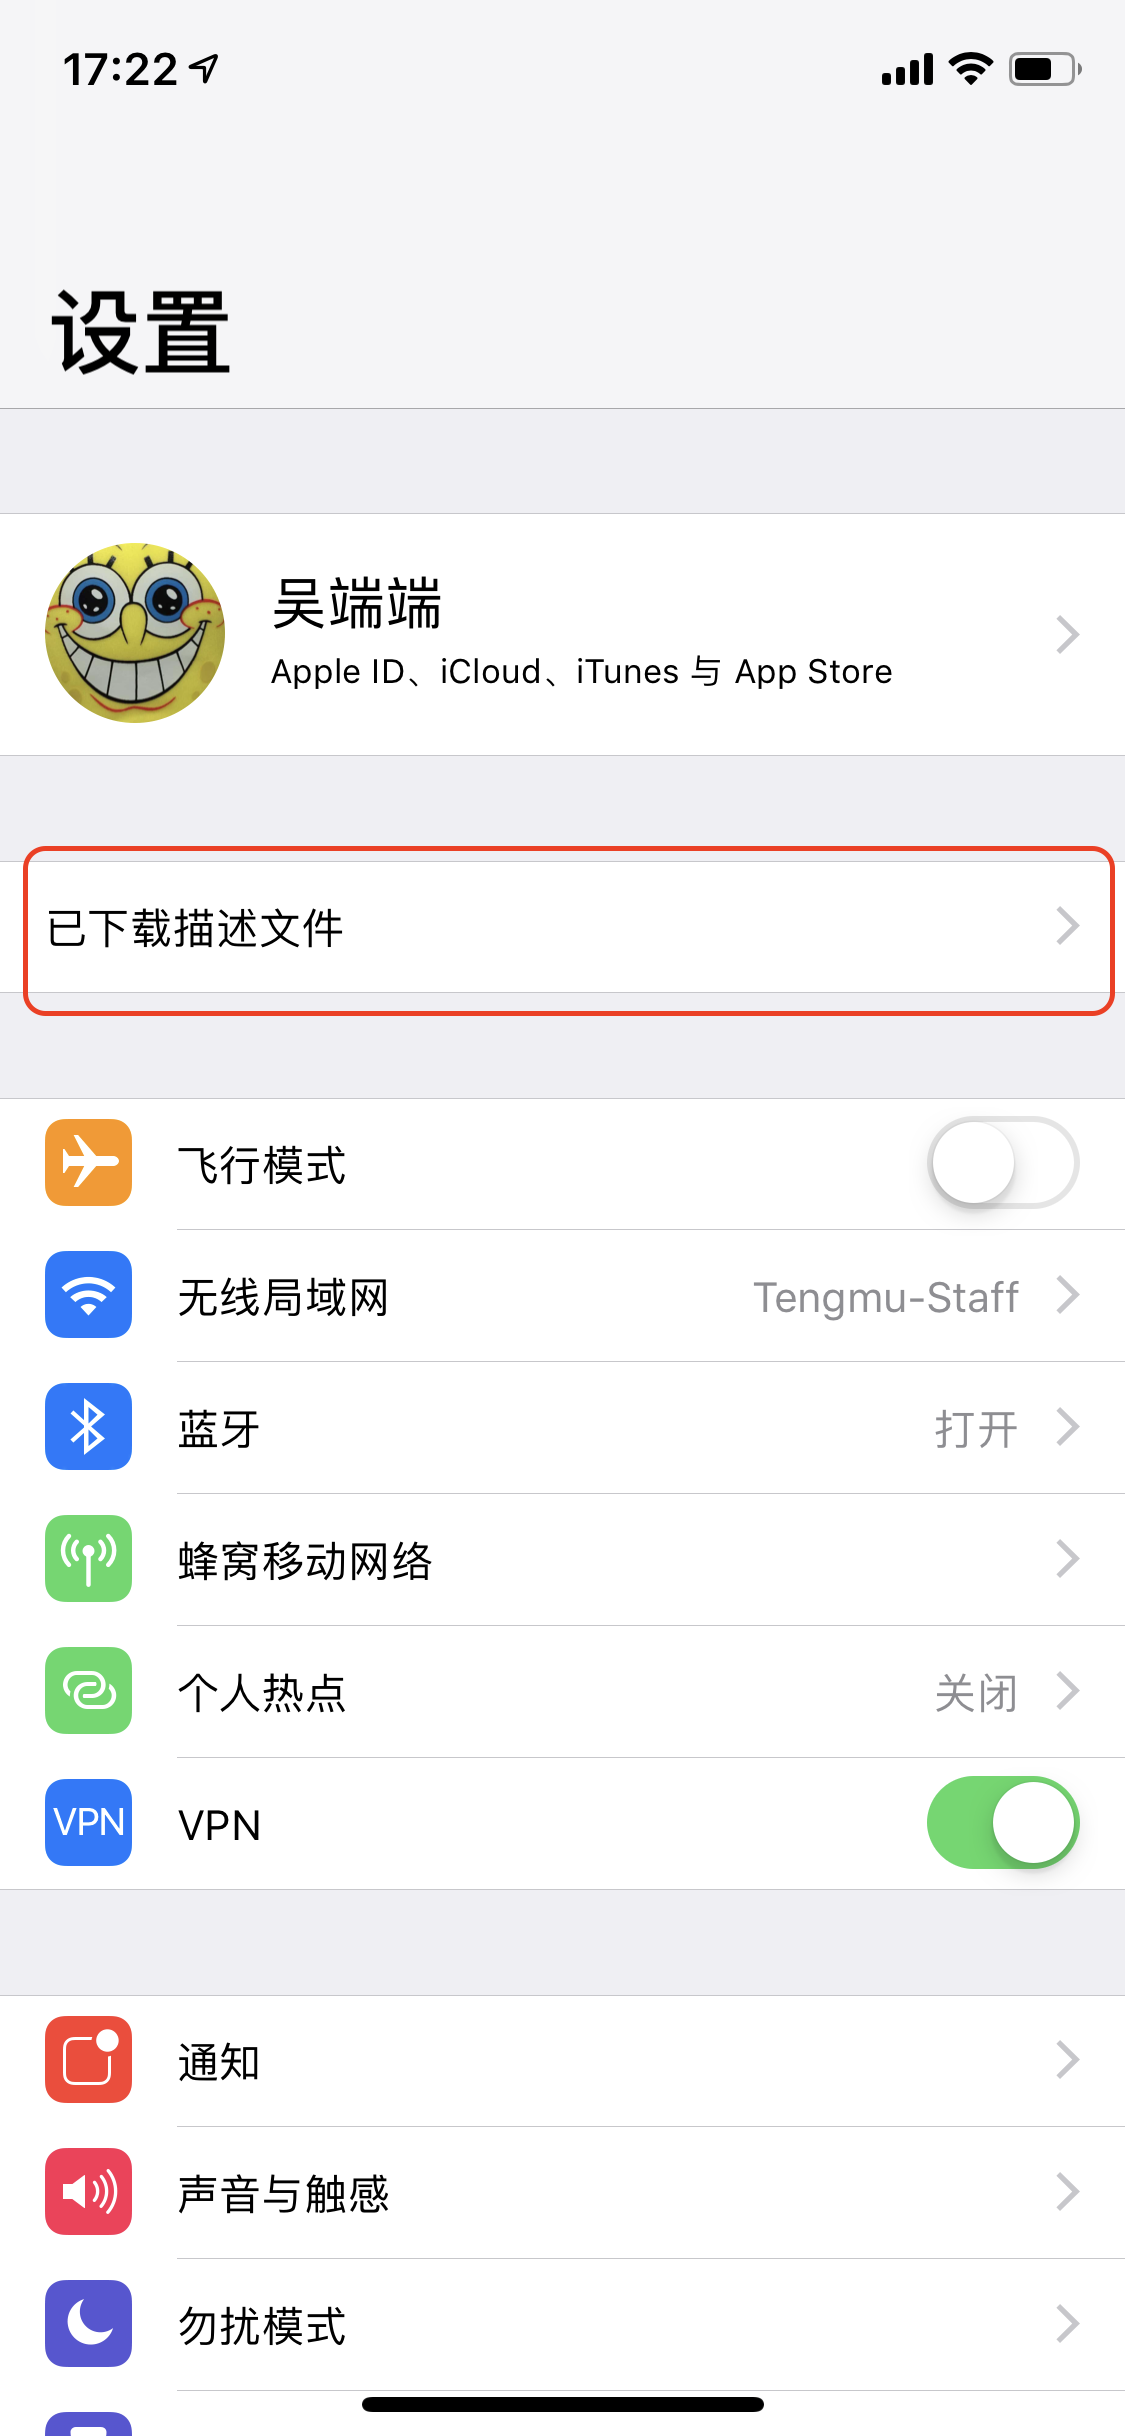 17:22
设置
吴端端
Apple ID、iCloud、iTunes 与 App Store
已下载描述文件
飞行模式
无线局域网 Tengmu-Staff
蓝牙 打开
蜂窝移动网络
个人热点 关闭
VPN VPN
通知
声音与触感
勿扰模式